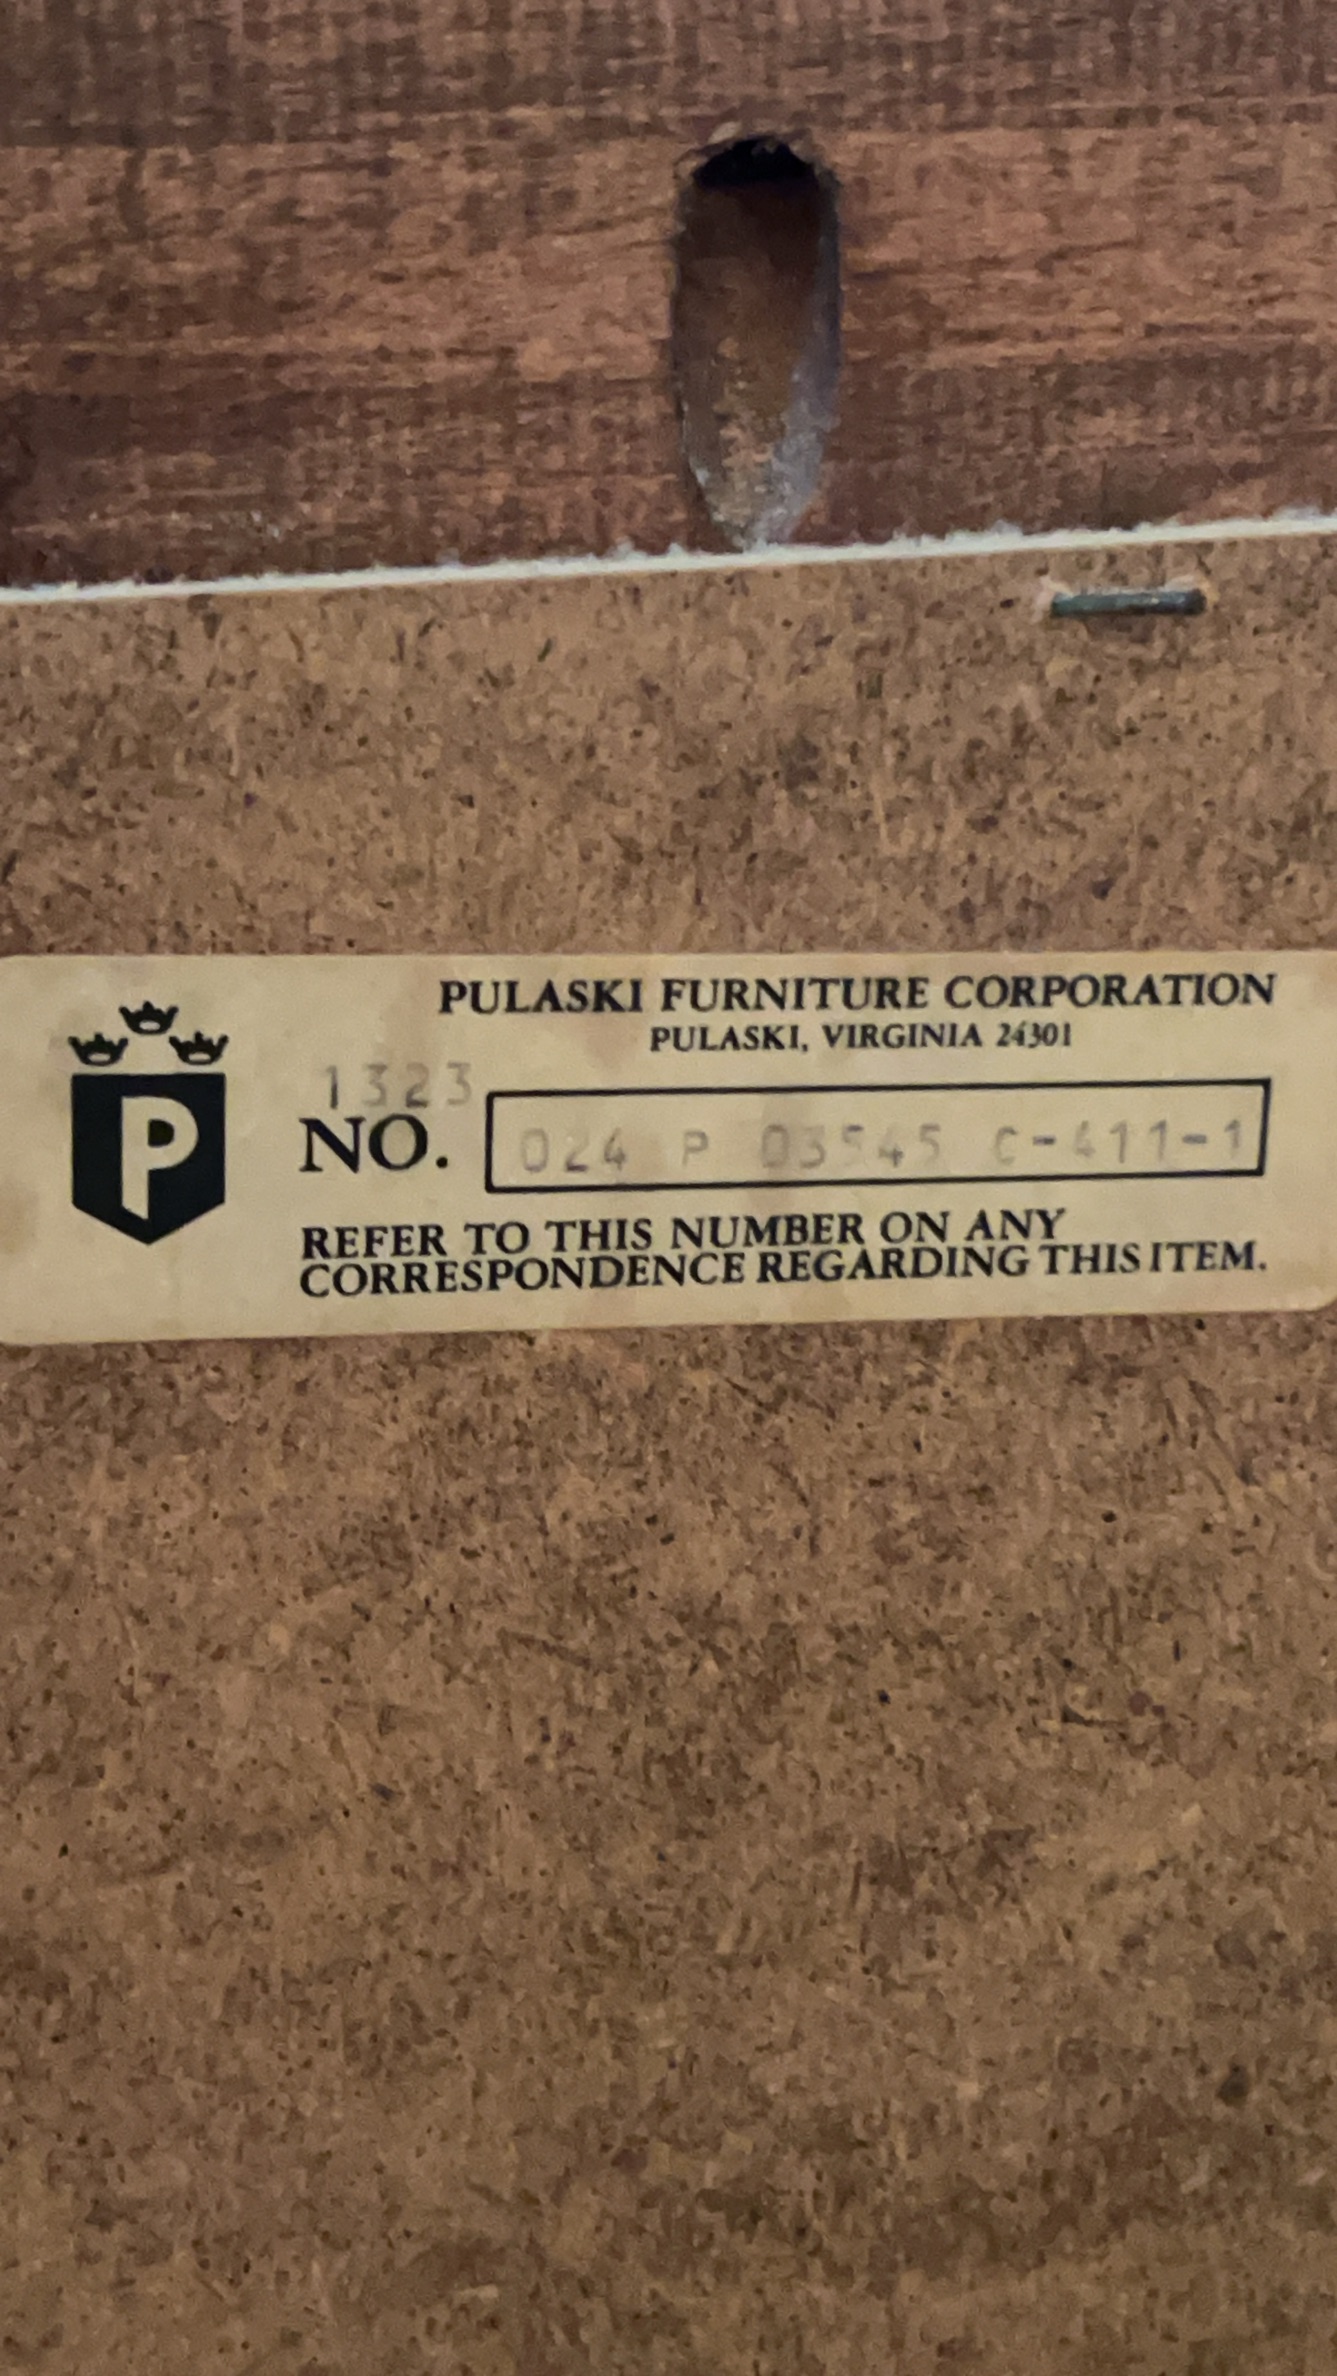 PULASKI FURNITURE CORPORATION
PULASKI, VIRGINIA 24301
P
1323
NO. 024 P 03545 C-411-1
REFER TO THIS NUMBER ON ANY
CORRESPONDENCE REGARDING THIS ITEM.